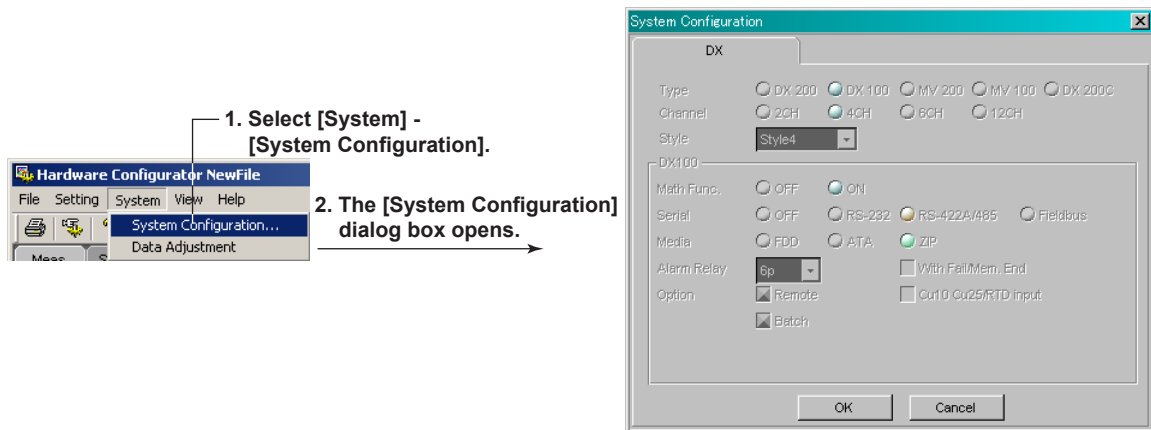 1. Select [System] -
[System Configuration].
Hardware Configurator NewFile
File Setting System View Help
System Configuration...
Data Adjustment
Meas
2. The [System Configuration]
dialog box opens.
System Configuration
DX
Type DX 200 DX 100 MV 200 MV 100 DX 200C
Channel 2CH 4CH 6CH 12CH
Style Style4
DX100
Math Func. OFF ON
Serial OFF RS-232 RS-422A/485 Fieldbus
Media FDD ATA ZIP
Alarm Relay 6p With Fail/Mem. End
Option Remote Cu10 Cu25/RTD input
Batch
OK Cancel